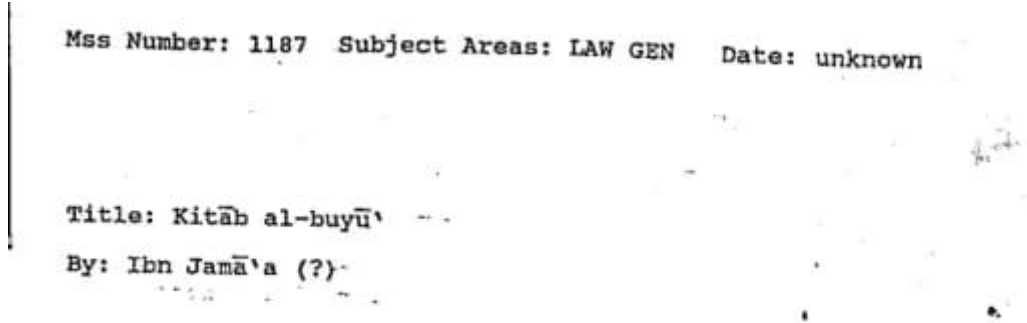 Mss Number: 1187 Subject Areas: LAW GEN Date: unknown
Title: Kitāb al-buyū‛
By: Ibn Jamā‛a (?)